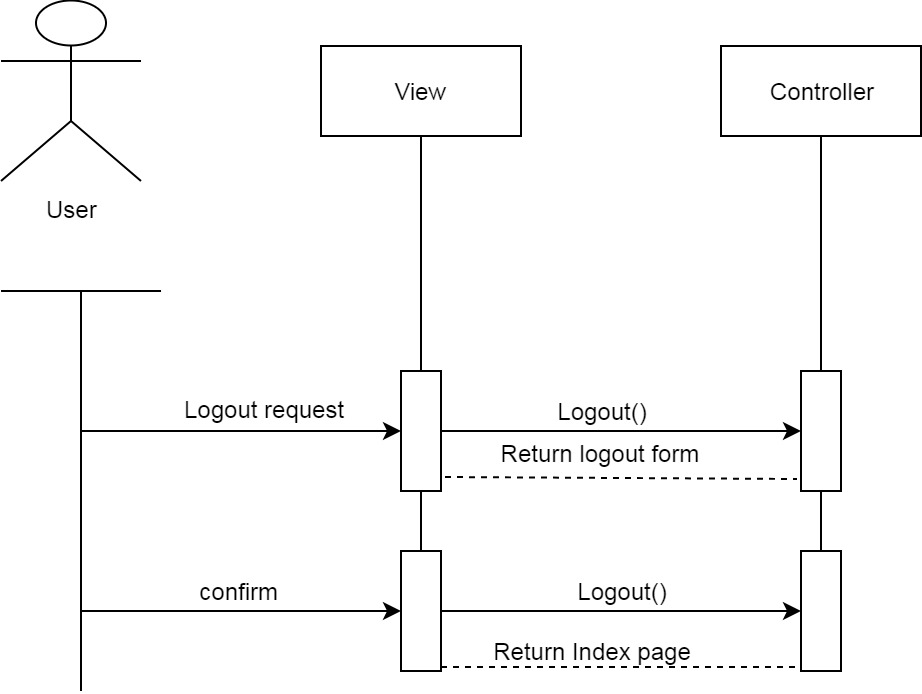 View
Controller
User
Logout request
Logout()
Return logout form
confirm
Logout()
Return Index page